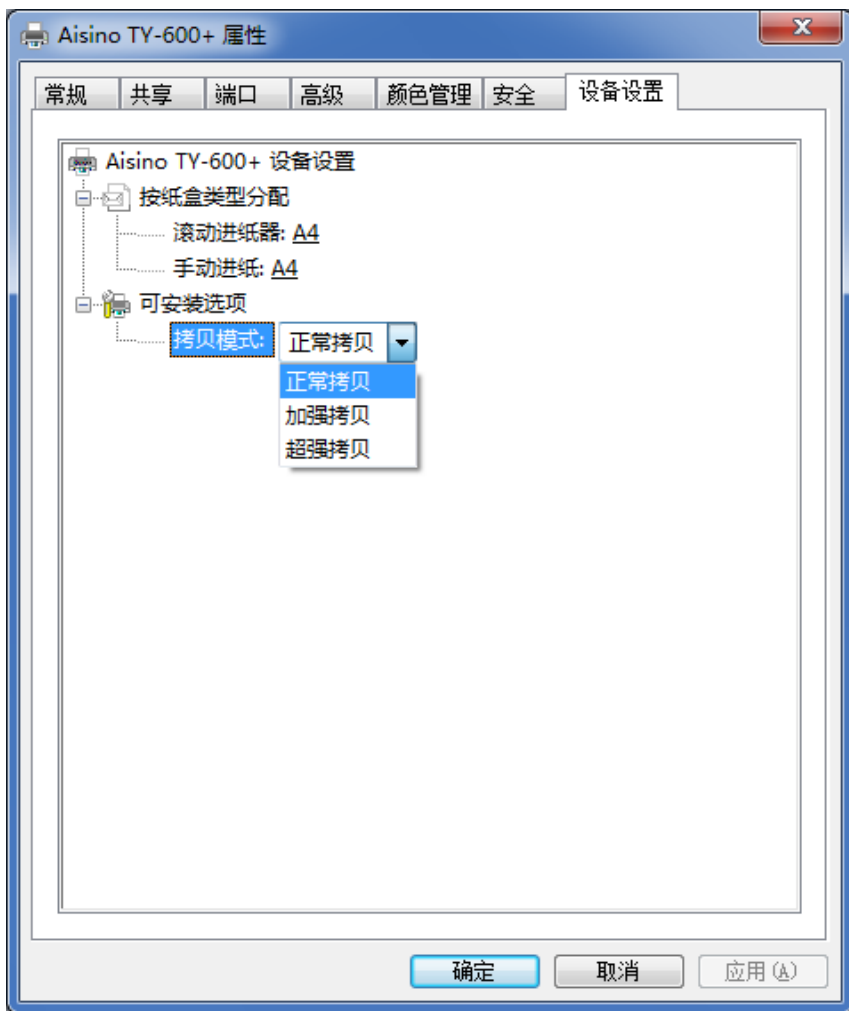 Aisino TY-600+ 属性
常规 共享 端口 高级 颜色管理 安全 设备设置
Aisino TY-600+ 设备设置
按纸盒类型分配
滚动进纸器: A4
手动进纸: A4
可安装选项
拷贝模式: 正常拷贝
正常拷贝
加强拷贝
超强拷贝
确定 取消 应用(A)